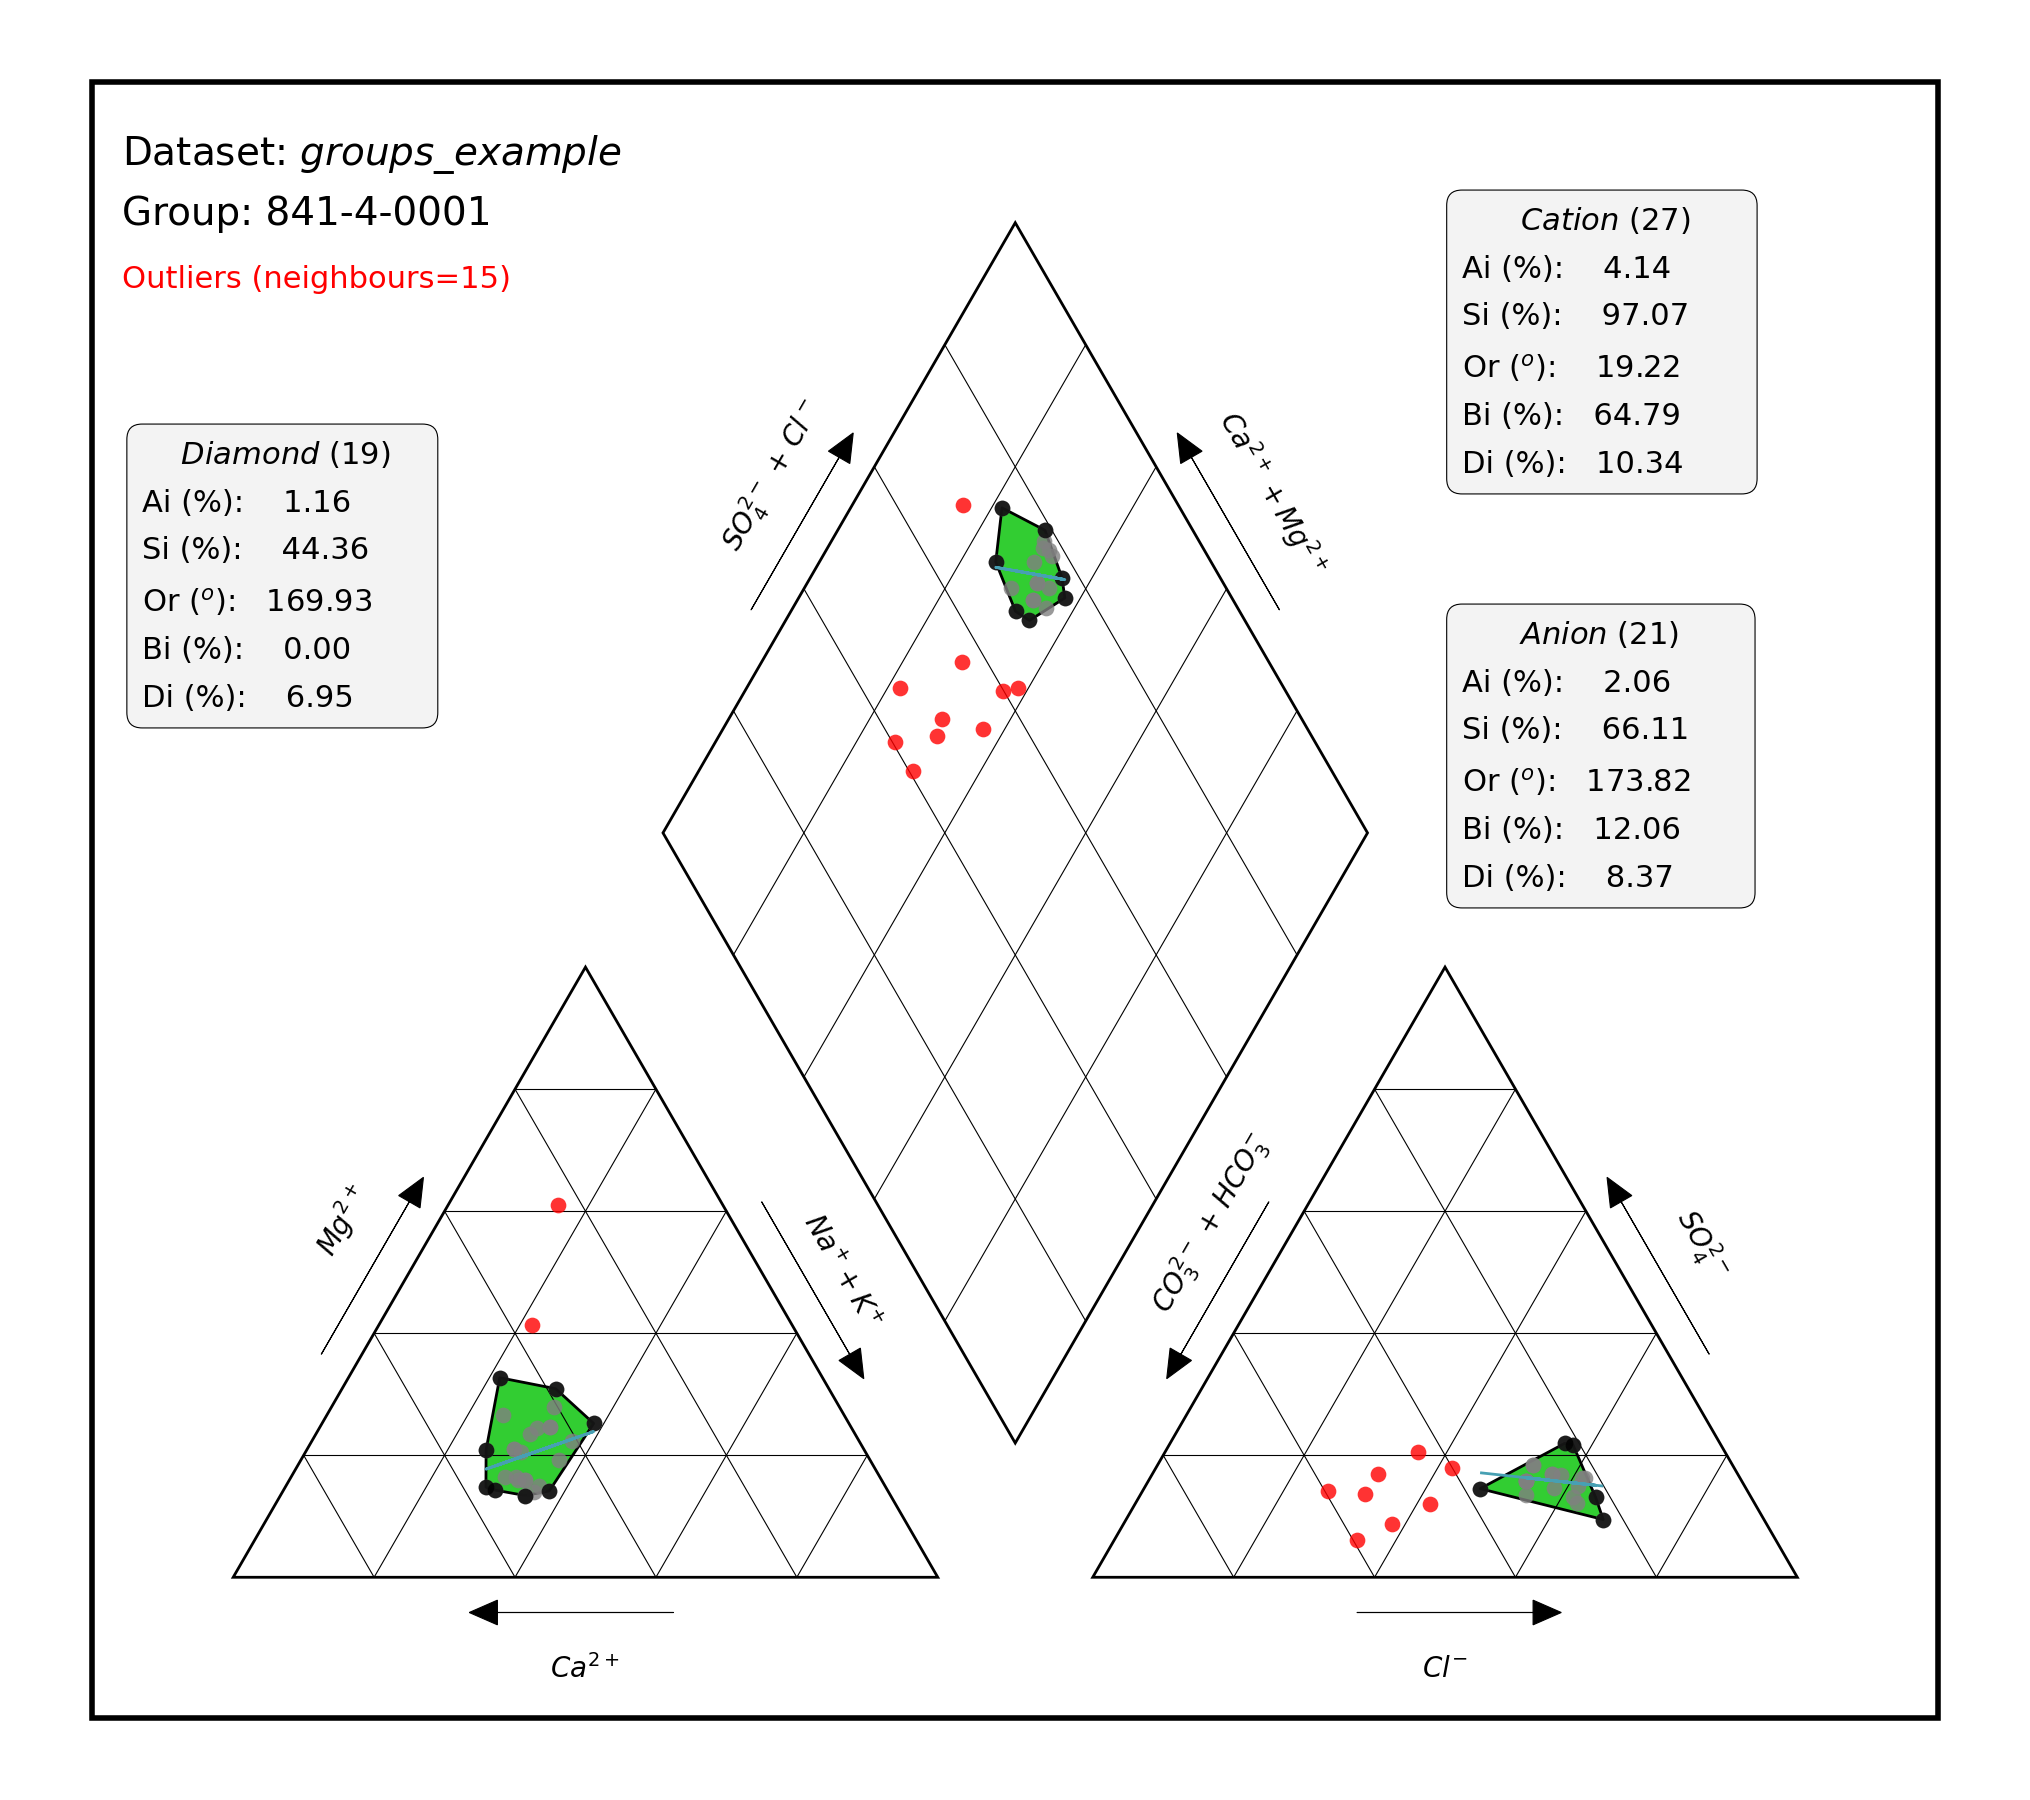 Dataset: groups_example
Group: 841-4-0001
Outliers (neighbours=15)
Cation (27)
Ai (%): 4.14
Si (%): 97.07
Or (°): 19.22
Bi (%): 64.79
Di (%): 10.34
Diamond (19)
Ai (%): 1.16
Si (%): 44.36
Or (°): 169.93
Bi (%): 0.00
Di (%): 6.95
SO₄²⁻ + Cl⁻
Ca²⁺ + Mg²⁺
Anion (21)
Ai (%): 2.06
Si (%): 66.11
Or (°): 173.82
Bi (%): 12.06
Di (%): 8.37
Mg²⁺
Na⁺ + K⁺
CO₃²⁻ + HCO₃⁻
SO₄²⁻
Ca²⁺
Cl⁻